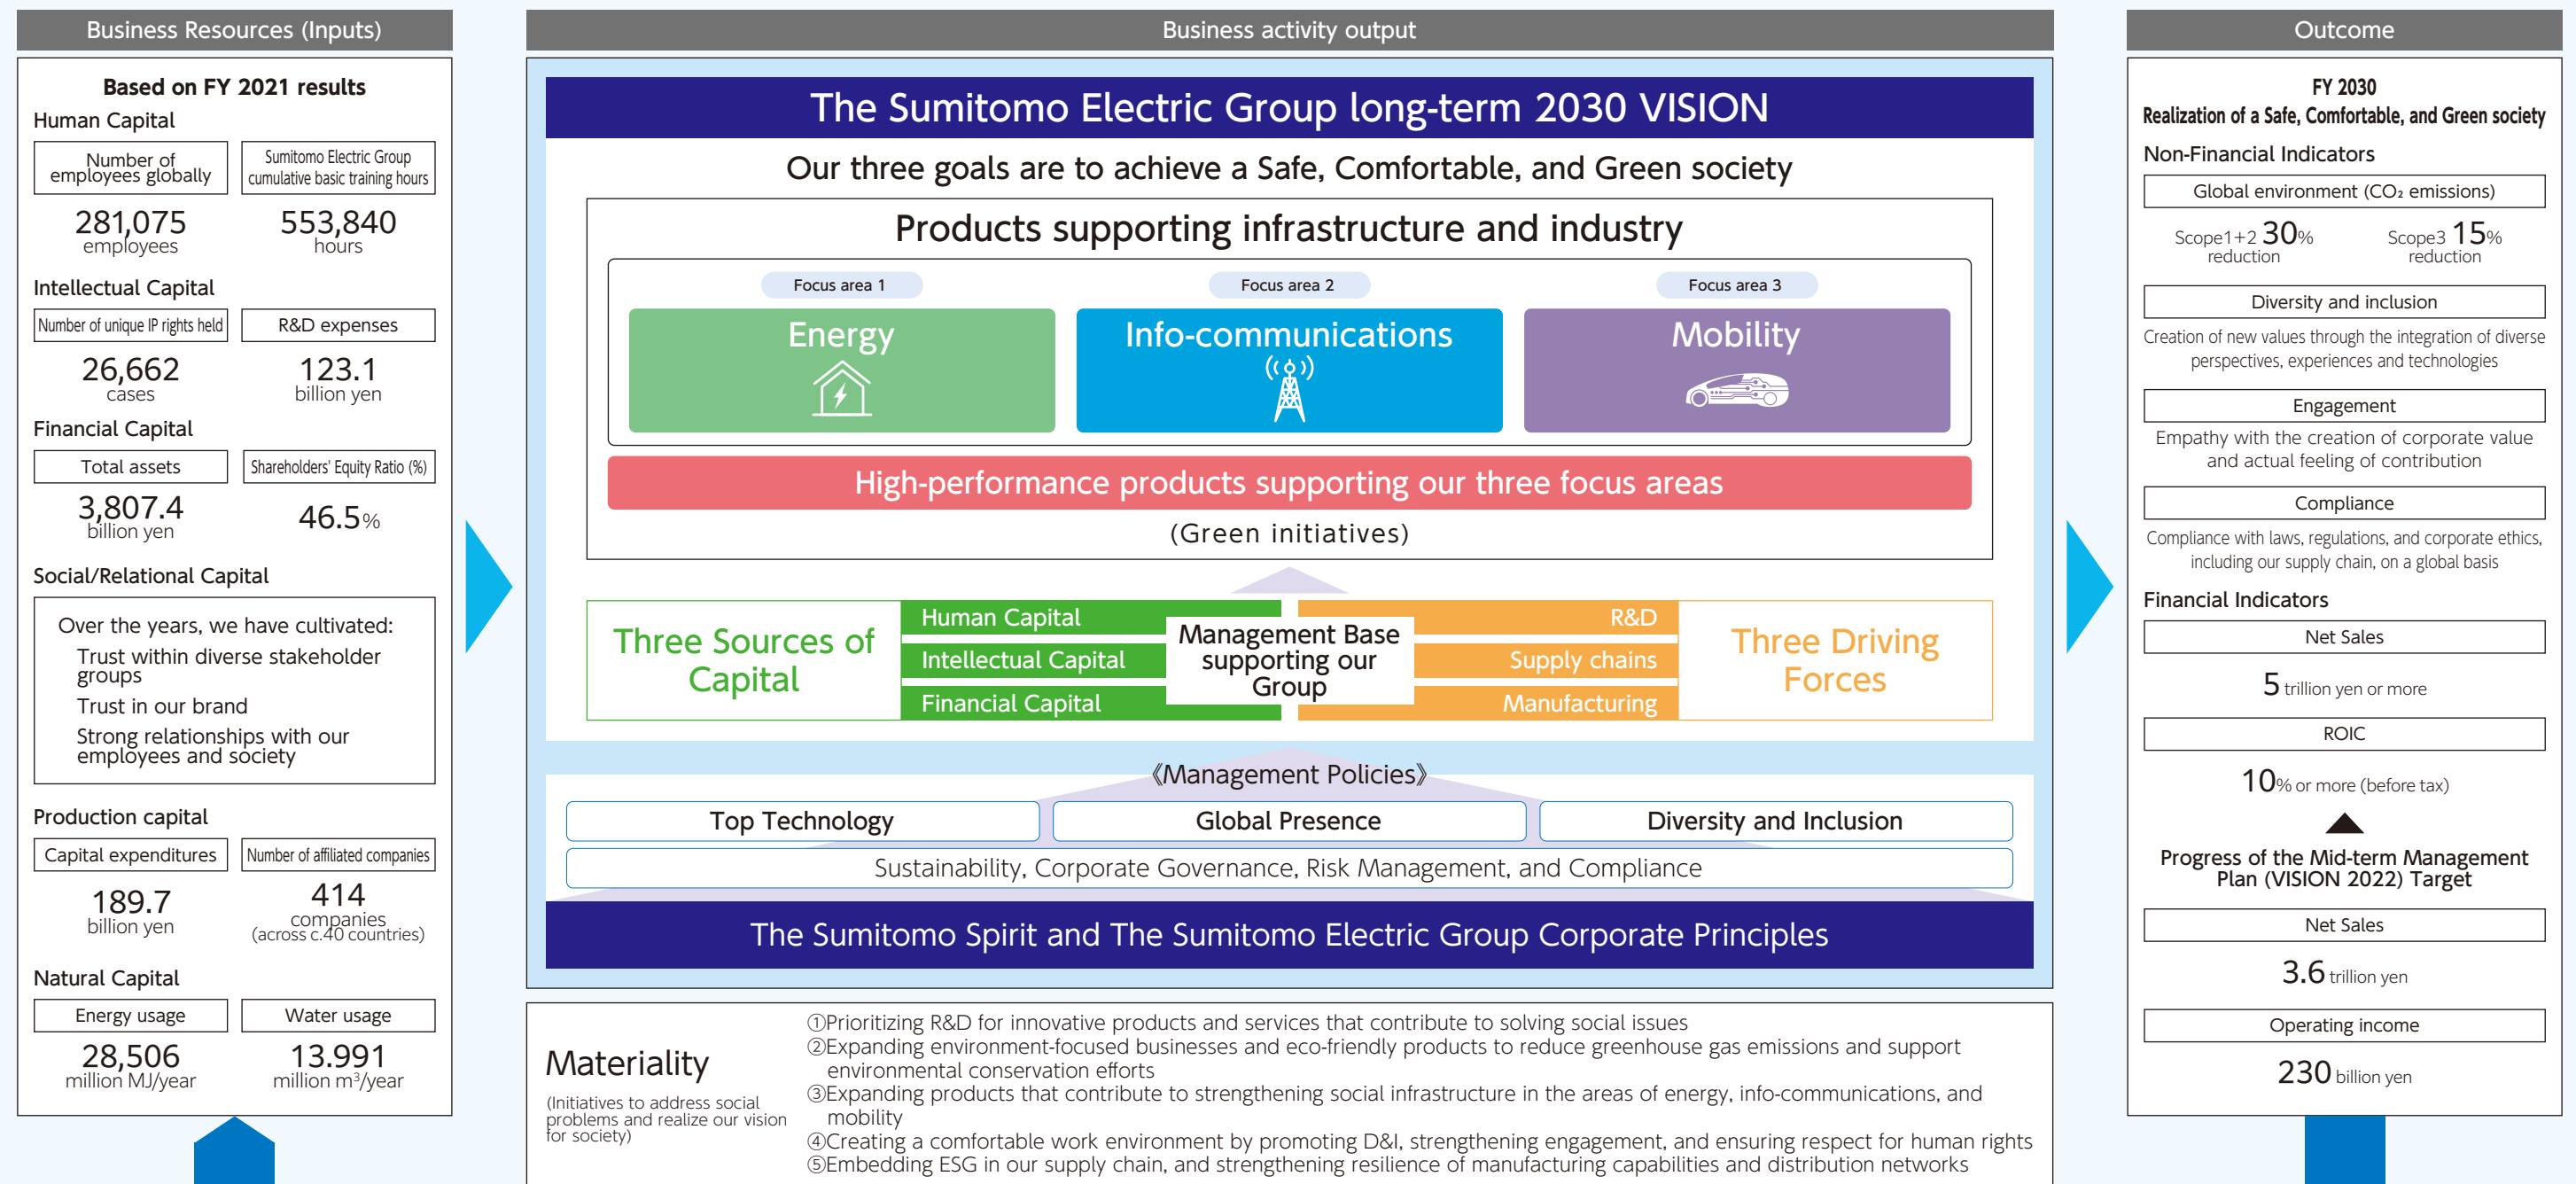 Business Resources (Inputs)
Based on FY 2021 results
Human Capital
Number of
employees globally
281,075
employees
Sumitomo Electric Group
cumulative basic training hours
553,840
hours
Intellectual Capital
Number of unique IP rights held
26,662
cases
R&D expenses
123.1
billion yen
Financial Capital
Total assets
3,807.4
billion yen
Shareholders' Equity Ratio (%)
46.5%
Social/Relational Capital
Over the years, we have cultivated:
Trust within diverse stakeholder
groups
Trust in our brand
Strong relationships with our
employees and society
Production capital
Capital expenditures
189.7
billion yen
Number of affiliated companies
414
companies
(across c.40 countries)
Natural Capital
Energy usage
28,506
million MJ/year
Water usage
13.991
million m³/year
Business activity output
The Sumitomo Electric Group long-term 2030 VISION
Our three goals are to achieve a Safe, Comfortable, and Green society
Products supporting infrastructure and industry
Focus area 1
Energy
Focus area 2
Info-communications
Focus area 3
Mobility
High-performance products supporting our three focus areas
(Green initiatives)
Three Sources of
Capital
Human Capital
Intellectual Capital
Financial Capital
Management Base
supporting our
Group
R&D
Supply chains
Manufacturing
Three Driving
Forces
《Management Policies》
Top Technology
Global Presence
Diversity and Inclusion
Sustainability, Corporate Governance, Risk Management, and Compliance
The Sumitomo Spirit and The Sumitomo Electric Group Corporate Principles
Materiality
(Initiatives to address social
problems and realize our vision
for society)
①Prioritizing R&D for innovative products and services that contribute to solving social issues
②Expanding environment-focused businesses and eco-friendly products to reduce greenhouse gas emissions and support
environmental conservation efforts
③Expanding products that contribute to strengthening social infrastructure in the areas of energy, info-communications, and
mobility
④Creating a comfortable work environment by promoting D&I, strengthening engagement, and ensuring respect for human rights
⑤Embedding ESG in our supply chain, and strengthening resilience of manufacturing capabilities and distribution networks
Outcome
FY 2030
Realization of a Safe, Comfortable, and Green society
Non-Financial Indicators
Global environment (CO₂ emissions)
Scope1+2 30%
reduction
Scope3 15%
reduction
Diversity and inclusion
Creation of new values through the integration of diverse
perspectives, experiences and technologies
Engagement
Empathy with the creation of corporate value
and actual feeling of contribution
Compliance
Compliance with laws, regulations, and corporate ethics,
including our supply chain, on a global basis
Financial Indicators
Net Sales
5 trillion yen or more
ROIC
10% or more (before tax)
Progress of the Mid-term Management
Plan (VISION 2022) Target
Net Sales
3.6 trillion yen
Operating income
230 billion yen